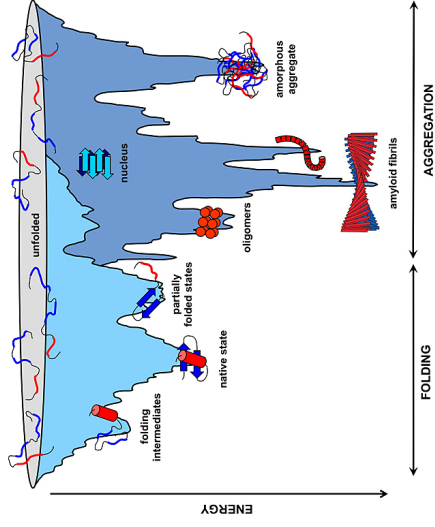 unfolded
ENERGY
folding
intermediates
native state
partially
folded states
nucleus
oligomers
amorphous
aggregate
amyloid fibrils
FOLDING
AGGREGATION